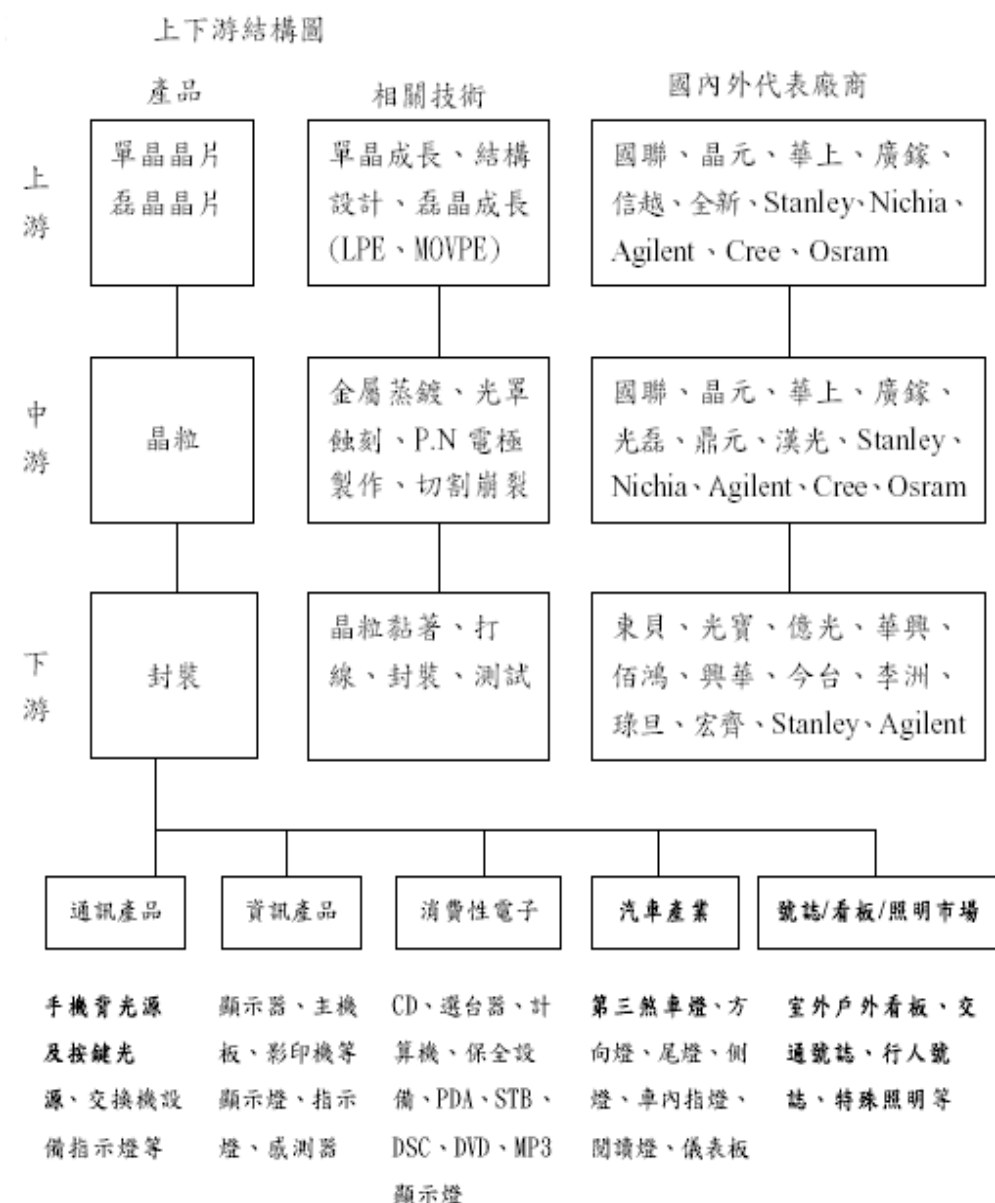 上下游結構圖
產品
相關技術
國內外代表廠商
上游
單晶晶片
磊晶晶片
單晶成長、結構
設計、磊晶成長
(LPE、MOVPE)
國聯、晶元、華上、廣鎵、
信越、全新、Stanley、Nichia、
Agilent、Cree、Osram
中游
晶粒
金屬蒸鍍、光罩
蝕刻、P.N 電極
製作、切割崩裂
國聯、晶元、華上、廣鎵、
光磊、鼎元、漢光、Stanley、
Nichia、Agilent、Cree、Osram
下游
封裝
晶粒黏著、打
線、封裝、測試
東貝、光寶、億光、華興、
佰鴻、興華、今台、李洲、
琭旦、宏齊、Stanley、Agilent
通訊產品
手機背光源
及按鍵光
源、交換機設
備指示燈等
資訊產品
顯示器、主機
板、影印機等
顯示燈、指示
燈、感測器
消費性電子
CD、選台器、計
算機、保全設
備、PDA、STB、
DSC、DVD、MP3
顯示燈
汽車產業
第三煞車燈、方
向燈、尾燈、側
燈、車內指燈、
閱讀燈、儀表板
號誌/看板/照明市場
室外戶外看板、交
通號誌、行人號
誌、特殊照明等